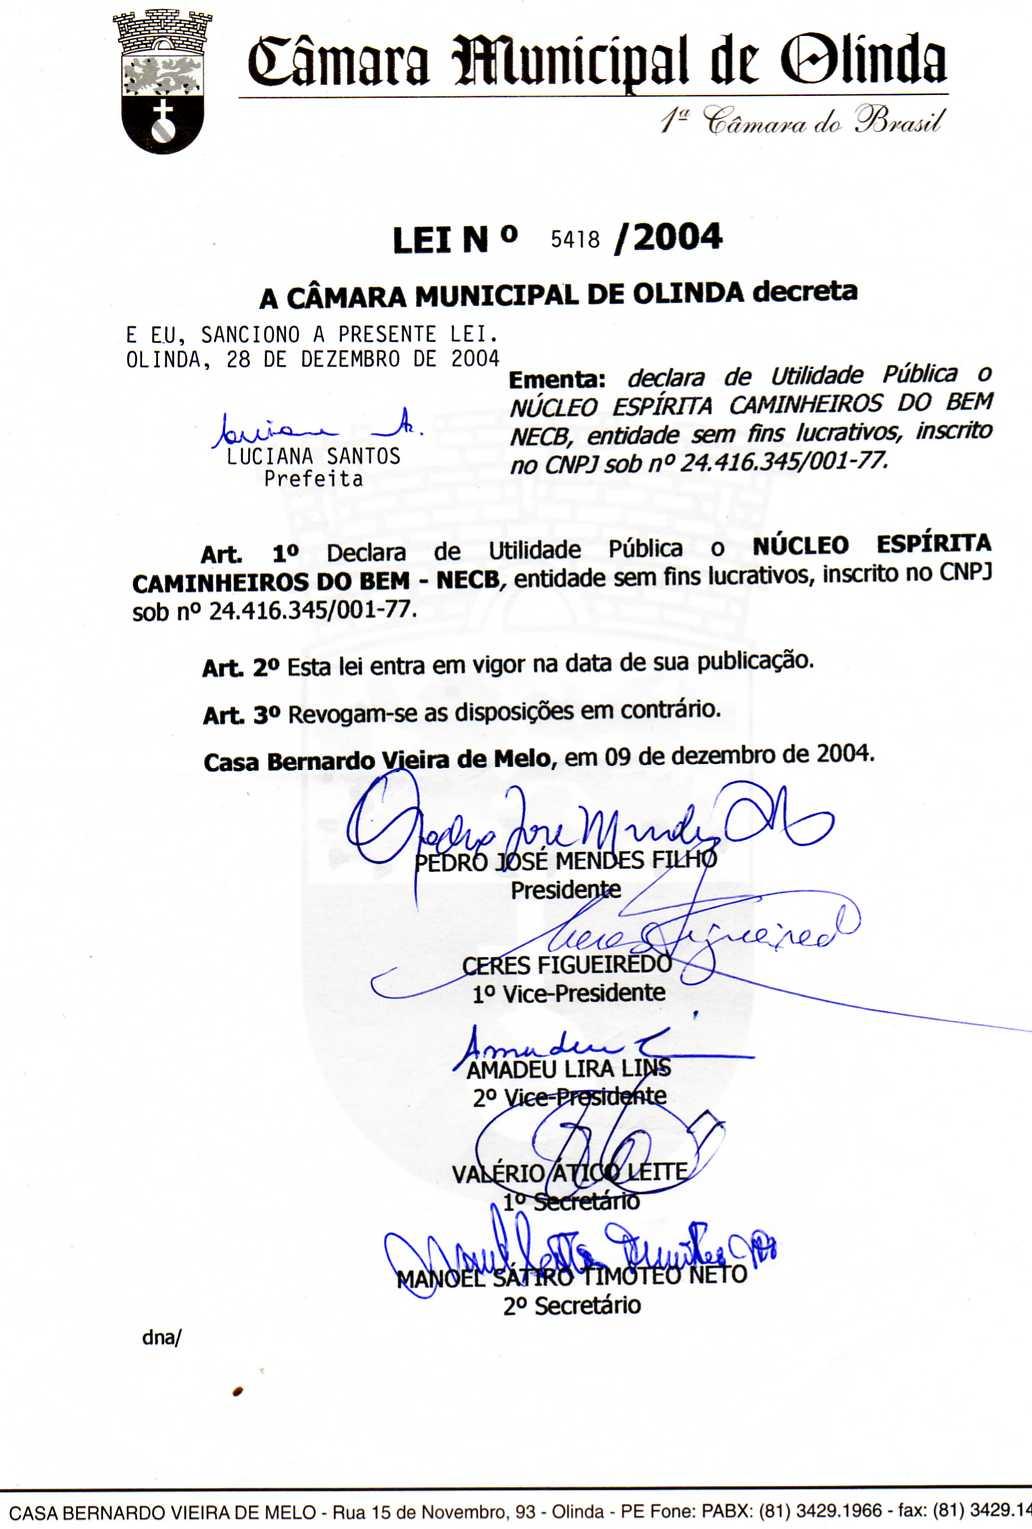 Câmara Municipal de Olinda
1ª Câmara do Brasil
LEI N º 5418 /2004
A CÂMARA MUNICIPAL DE OLINDA decreta
E EU, SANCIONO A PRESENTE LEI.
OLINDA, 28 DE DEZEMBRO DE 2004
LUCIANA SANTOS
Prefeita
Ementa: declara de Utilidade Pública o
NÚCLEO ESPÍRITA CAMINHEIROS DO BEM
NECB, entidade sem fins lucrativos, inscrito
no CNPJ sob nº 24.416.345/001-77.
Art. 1º Declara de Utilidade Pública o NÚCLEO ESPÍRITA
CAMINHEIROS DO BEM - NECB, entidade sem fins lucrativos, inscrito no CNPJ
sob nº 24.416.345/001-77.
Art. 2º Esta lei entra em vigor na data de sua publicação.
Art. 3º Revogam-se as disposições em contrário.
Casa Bernardo Vieira de Melo, em 09 de dezembro de 2004.
Pedro José Mendes
PEDRO JOSÉ MENDES FILHO
Presidente
Ceres Figueiredo
CERES FIGUEIREDO
1º Vice-Presidente
Amadeu
AMADEU LIRA LINS
2º Vice-Presidente
VALÉRIO ÁTICO LEITE
1º Secretário
MANOEL SÁTIRO TIMOTEO NETO
2º Secretário
dna/
CASA BERNARDO VIEIRA DE MELO - Rua 15 de Novembro, 93 - Olinda - PE Fone: PABX: (81) 3429.1966 - fax: (81) 3429.14